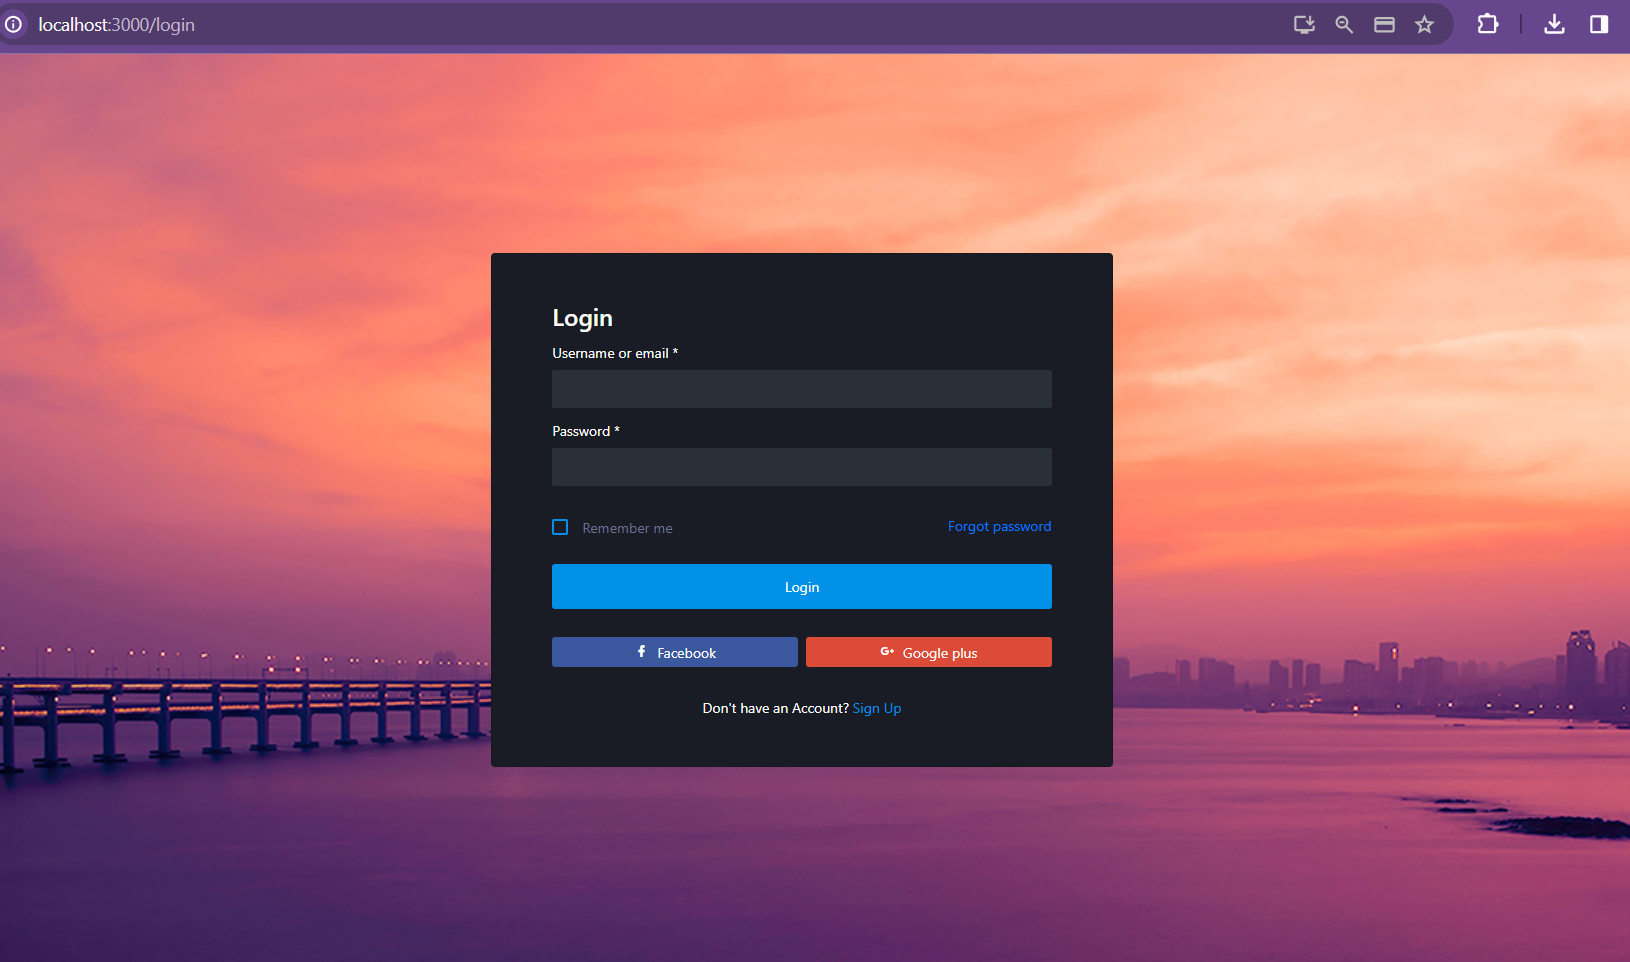 localhost:3000/login
Login
Username or email *
Password *
Remember me
Forgot password
Login
Facebook
G+ Google plus
Don't have an Account? Sign Up